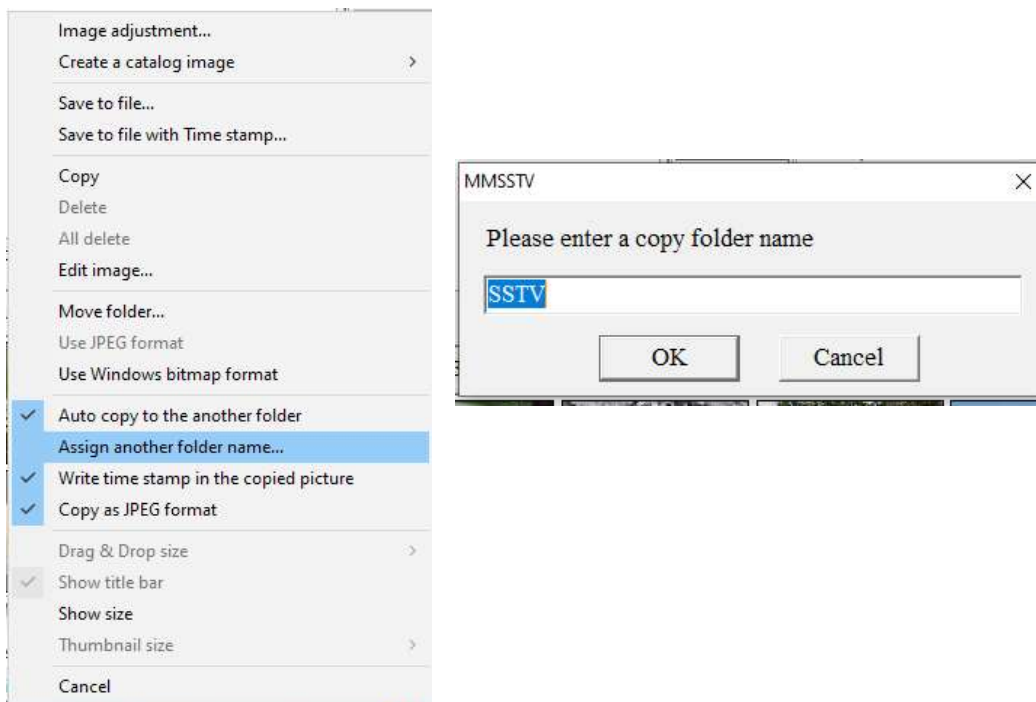 Image adjustment...
Create a catalog image
Save to file...
Save to file with Time stamp...
Copy
Delete
All delete
Edit image...
Move folder...
Use JPEG format
Use Windows bitmap format
Auto copy to the another folder
Assign another folder name...
Write time stamp in the copied picture
Copy as JPEG format
Drag & Drop size
Show title bar
Show size
Thumbnail size
Cancel
MMSSTV
Please enter a copy folder name
SSTV
OK Cancel